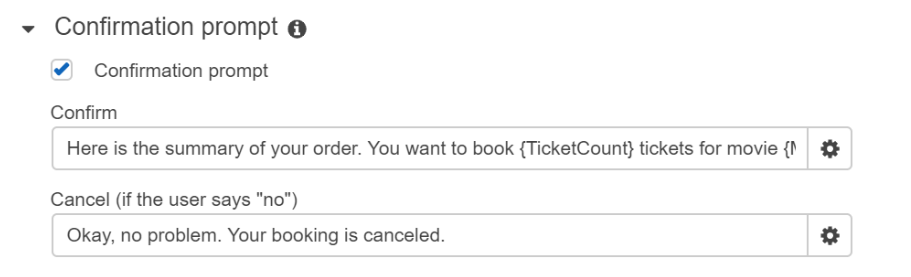 Confirmation prompt
Confirmation prompt
Confirm
Here is the summary of your order. You want to book {TicketCount} tickets for movie {
Cancel (if the user says "no")
Okay, no problem. Your booking is canceled.